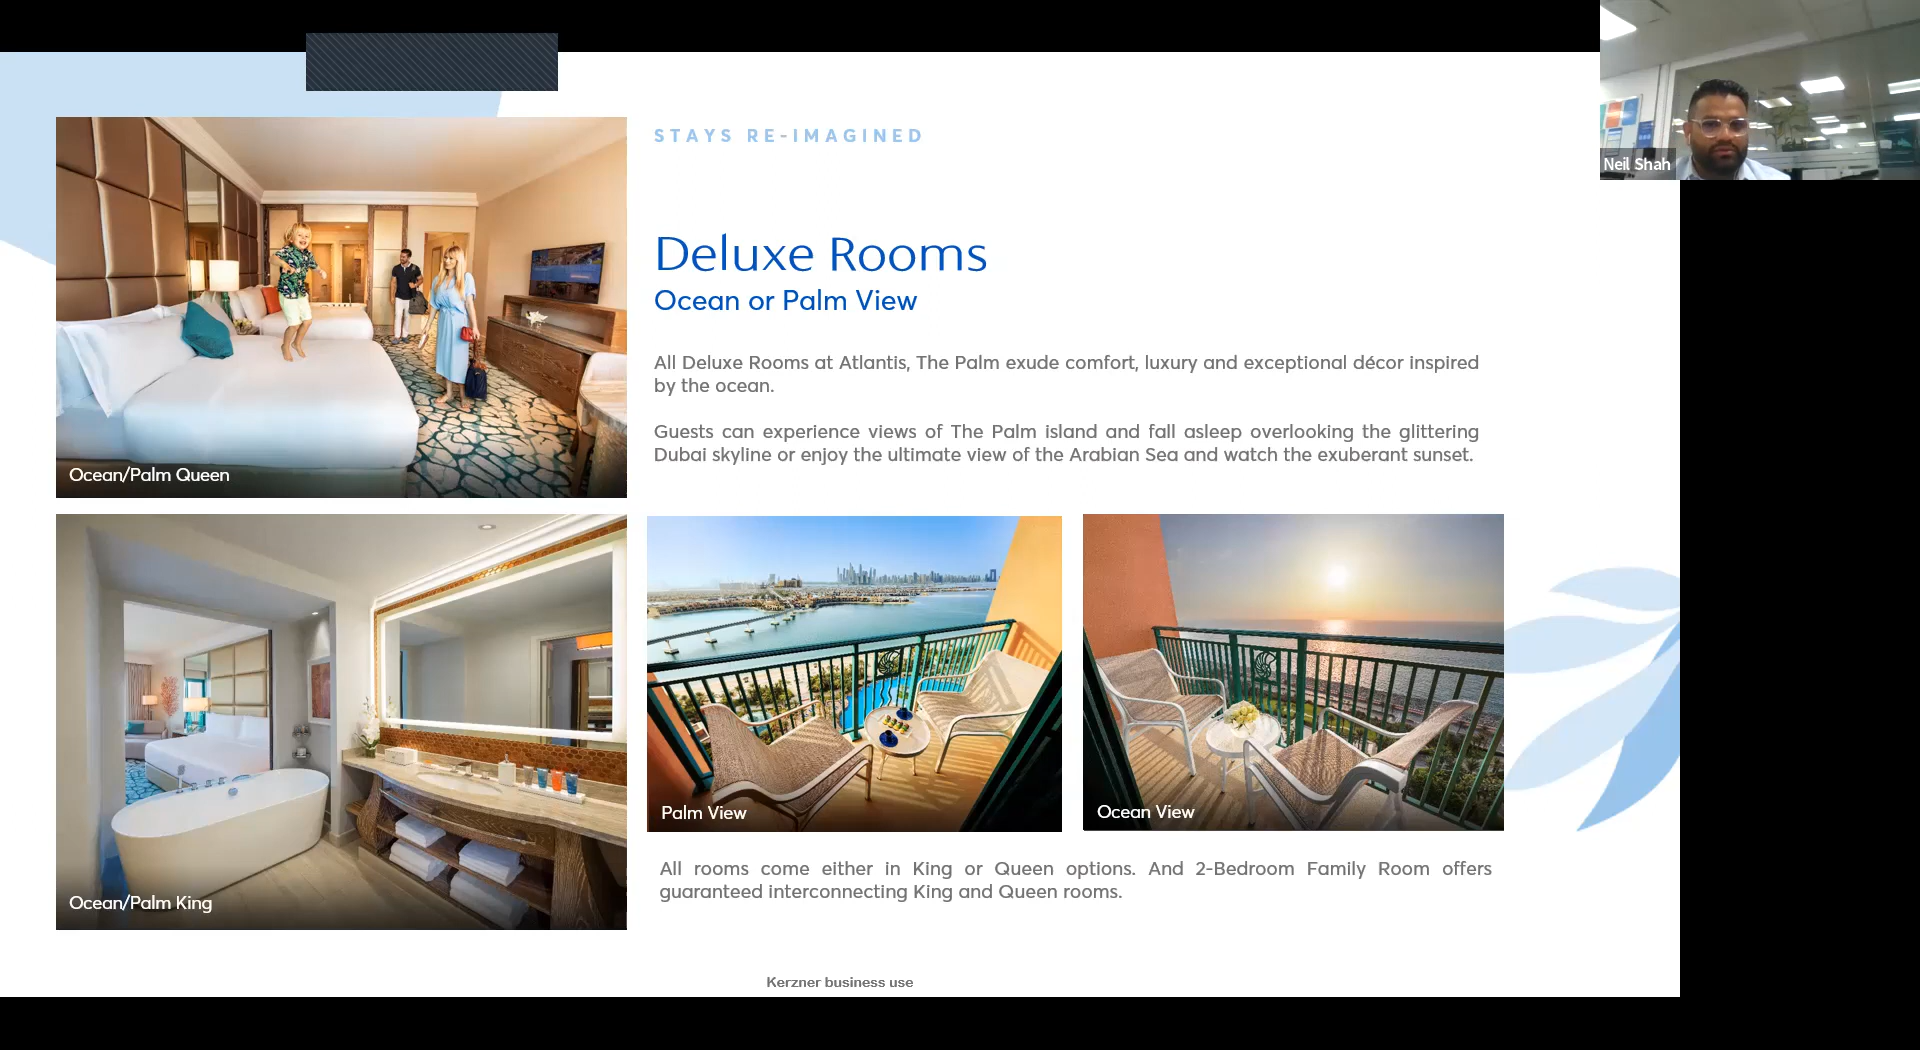 STAYS RE-IMAGINED
Neil Shah
Deluxe Rooms
Ocean or Palm View
All Deluxe Rooms at Atlantis, The Palm exude comfort, luxury and exceptional décor inspired
by the ocean.
Guests can experience views of The Palm island and fall asleep overlooking the glittering
Dubai skyline or enjoy the ultimate view of the Arabian Sea and watch the exuberant sunset.
Ocean/Palm Queen
Palm View
Ocean View
All rooms come either in King or Queen options. And 2-Bedroom Family Room offers
guaranteed interconnecting King and Queen rooms.
Ocean/Palm King
Kerzner business use